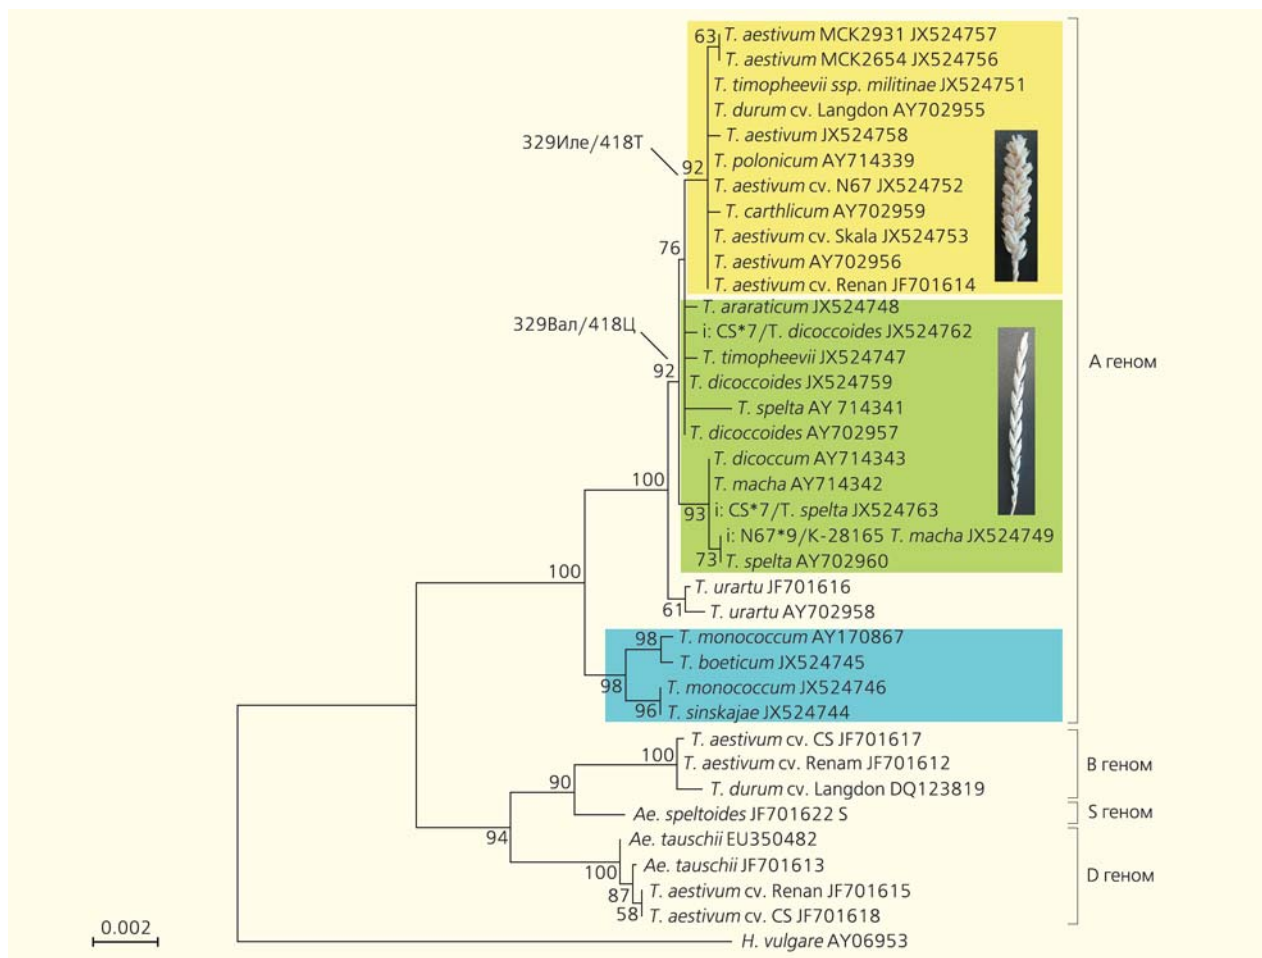 63 T. aestivum МСК2931 JX524757
T. aestivum МСК2654 JX524756
T. timopheevii ssp. militinae JX524751
T. durum cv. Langdon AY702955
329Иле/418Т
T. aestivum JX524758
92 T. polonicum AY714339
T. aestivum cv. N67 JX524752
T. carthlicum AY702959
T. aestivum cv. Skala JX524753
76
T. aestivum AY702956
T. aestivum cv. Renan JF701614
T. araraticum JX524748
329Вал/418Ц
i: CS*7/T. dicoccoides JX524762
T. timopheevii JX524747
А геном
92
T. dicoccoides JX524759
T. spelta AY 714341
T. dicoccoides AY702957
T. dicoccum AY714343
100
T. macha AY714342
93 i: CS*7/T. spelta JX524763
i: N67*9/K-28165 T. macha JX524749
73 T. spelta AY702960
100
T. urartu JF701616
61 T. urartu AY702958
98 T. monococcum AY170867
T. boeticum JX524745
98
T. monococcum JX524746
96 T. sinskajae JX524744
T. aestivum cv. CS JF701617
100
T. aestivum cv. Renam JF701612
В геном
90
T. durum cv. Langdon DQ123819
Ae. speltoides JF701622 S
S геном
94
Ae. tauschii EU350482
100 Ae. tauschii JF701613
D геном
87 T. aestivum cv. Renan JF701615
58 T. aestivum cv. CS JF701618
0.002
H. vulgare AY06953